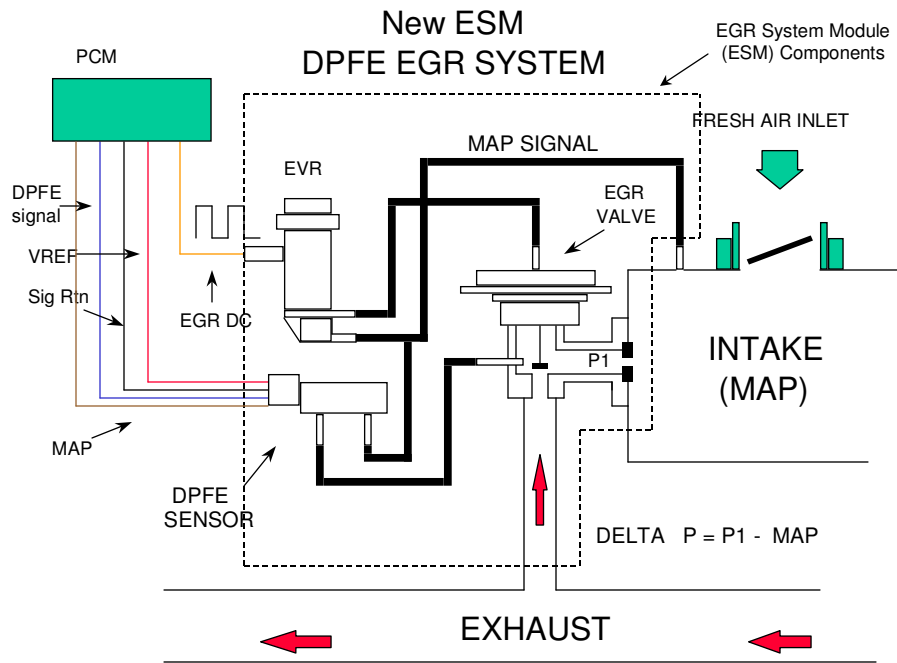 New ESM
DPFE EGR SYSTEM
EGR System Module
(ESM) Components
PCM
FRESH AIR INLET
MAP SIGNAL
EVR
DPFE
signal
EGR
VALVE
VREF
Sig Rtn
EGR DC
P1
INTAKE
(MAP)
MAP
DPFE
SENSOR
DELTA P = P1 - MAP
EXHAUST